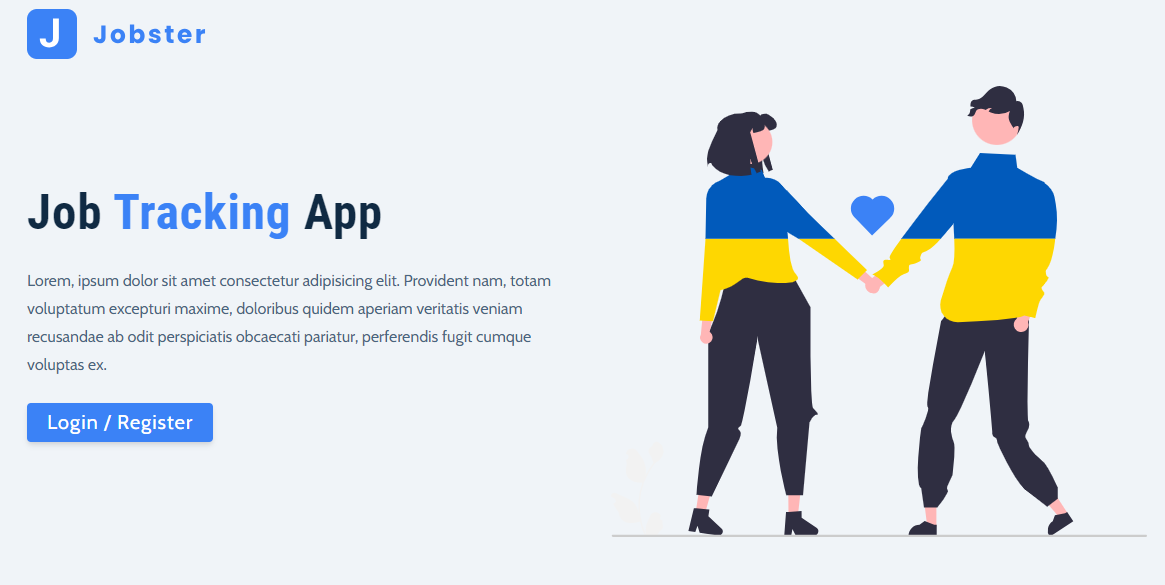 J Jobster
Job Tracking App
Lorem, ipsum dolor sit amet consectetur adipisicing elit. Provident nam, totam
voluptatum excepturi maxime, doloribus quidem aperiam veritatis veniam
recusandae ab odit perspiciatis obcaecati pariatur, perferendis fugit cumque
voluptas ex.
Login / Register